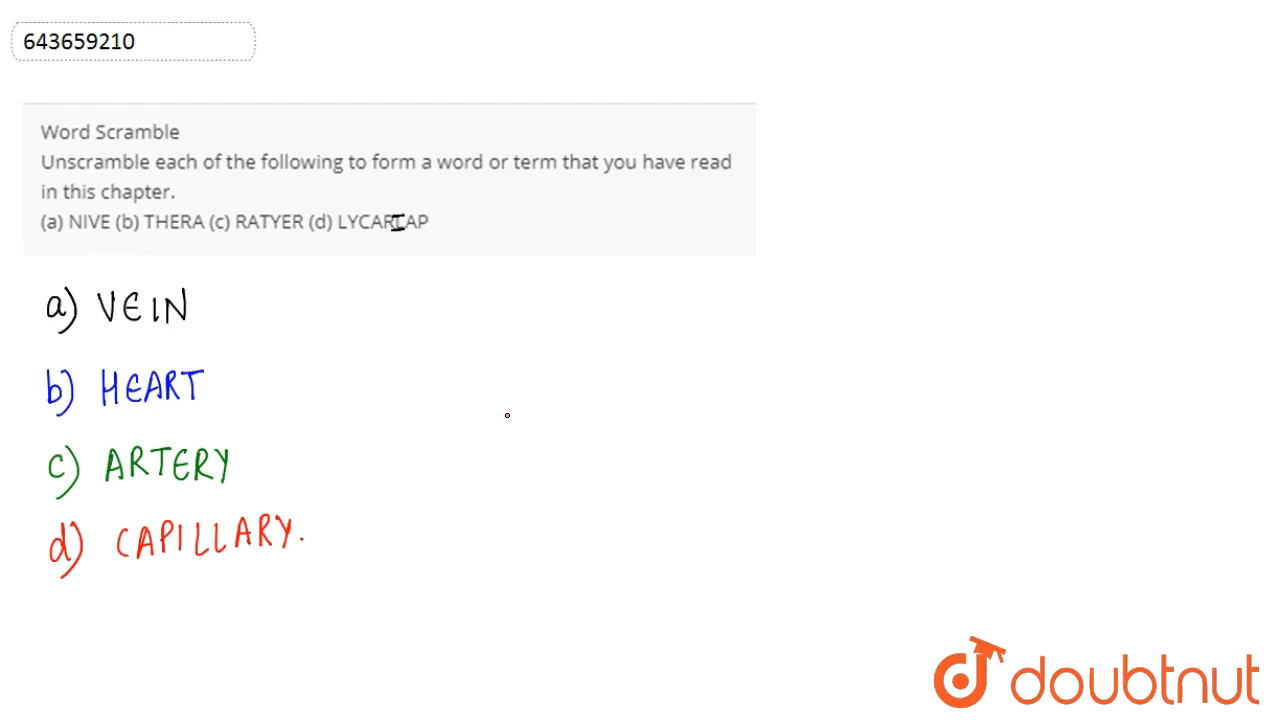 643659210
Word Scramble
Unscramble each of the following to form a word or term that you have read
in this chapter.
(a) NIVE (b) THERA (c) RATYER (d) LYCARIAP
a) VEIN
b) HEART
c) ARTERY
d) CAPILLARY.
doubtnut